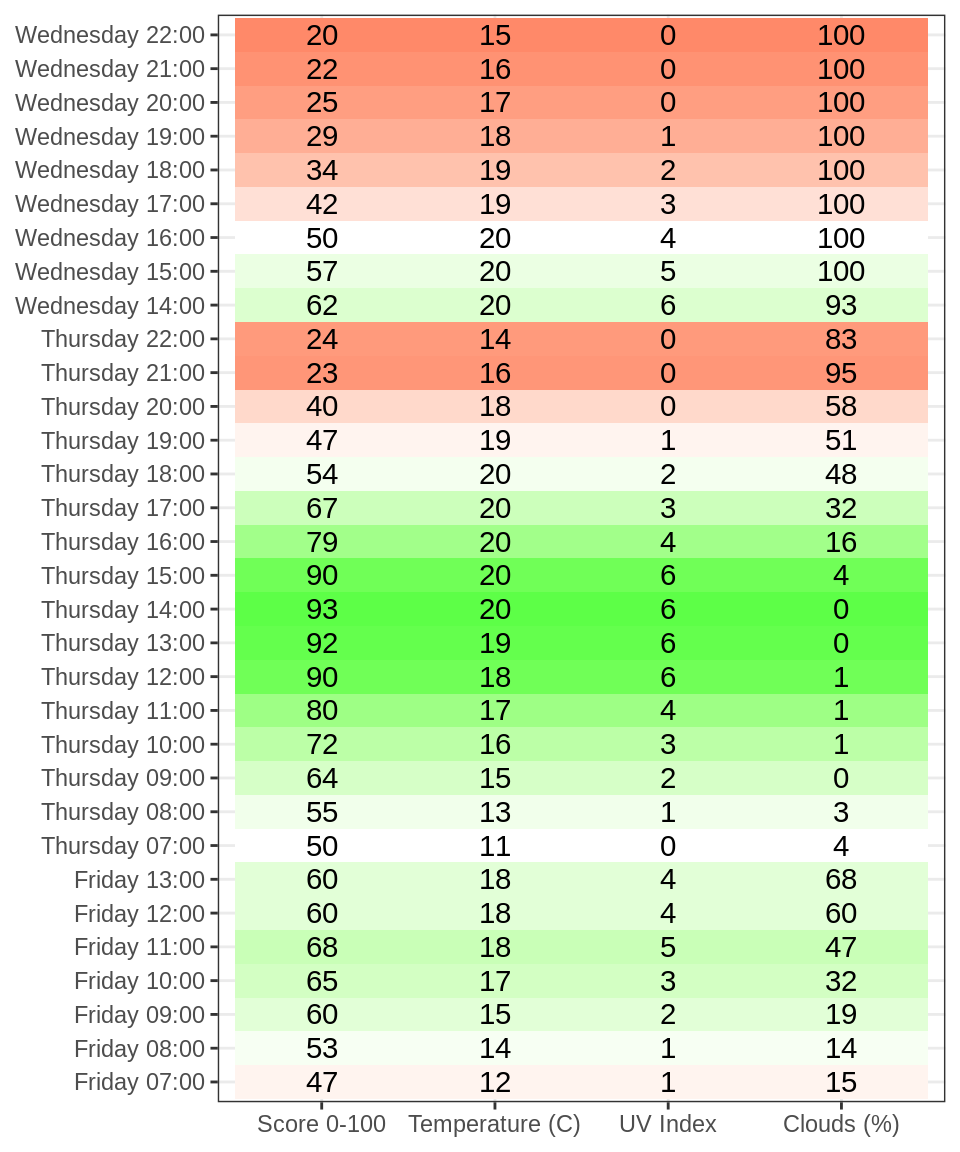 Wednesday 22:00 20 15 0 100
Wednesday 21:00 22 16 0 100
Wednesday 20:00 25 17 0 100
Wednesday 19:00 29 18 1 100
Wednesday 18:00 34 19 2 100
Wednesday 17:00 42 19 3 100
Wednesday 16:00 50 20 4 100
Wednesday 15:00 57 20 5 100
Wednesday 14:00 62 20 6 93
Thursday 22:00 24 14 0 83
Thursday 21:00 23 16 0 95
Thursday 20:00 40 18 0 58
Thursday 19:00 47 19 1 51
Thursday 18:00 54 20 2 48
Thursday 17:00 67 20 3 32
Thursday 16:00 79 20 4 16
Thursday 15:00 90 20 6 4
Thursday 14:00 93 20 6 0
Thursday 13:00 92 19 6 0
Thursday 12:00 90 18 6 1
Thursday 11:00 80 17 4 1
Thursday 10:00 72 16 3 1
Thursday 09:00 64 15 2 0
Thursday 08:00 55 13 1 3
Thursday 07:00 50 11 0 4
Friday 13:00 60 18 4 68
Friday 12:00 60 18 4 60
Friday 11:00 68 18 5 47
Friday 10:00 65 17 3 32
Friday 09:00 60 15 2 19
Friday 08:00 53 14 1 14
Friday 07:00 47 12 1 15
Score 0-100 Temperature (C) UV Index Clouds (%)